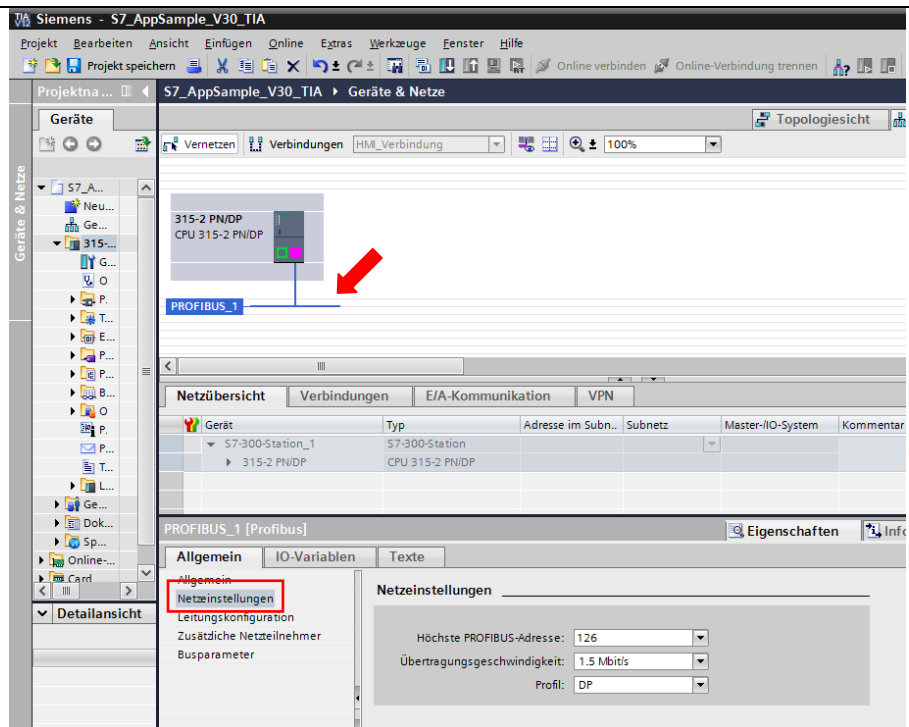 Siemens - S7_AppSample_V30_TIA
Projekt Bearbeiten Ansicht Einfügen Online Extras Werkzeuge Fenster Hilfe
Projekt speichern Online verbinden Online-Verbindung trennen
Projektna... S7_AppSample_V30_TIA Geräte & Netze
Geräte Topologiesicht
Vernetzen Verbindungen HMI_Verbindung 100%
Geräte & Netze
S7_A...
Neu...
Ge...
315-...
G...
O
P.
T...
E...
P...
P...
B...
O
P.
P...
T...
L...
Ge...
Dok...
Sp...
Online-...
Card
Detailansicht
315-2 PN/DP
CPU 315-2 PN/DP
PROFIBUS_1
Netzübersicht Verbindungen E/A-Kommunikation VPN
Gerät Typ Adresse im Subn.. Subnetz Master-/IO-System Kommentar
S7-300-Station_1 S7-300-Station
315-2 PN/DP CPU 315-2 PN/DP
PROFIBUS_1 [Profibus] Eigenschaften Info
Allgemein IO-Variablen Texte
Allgemein
Netzeinstellungen
Leitungskonfiguration
Zusätzliche Netzteilnehmer
Busparameter
Netzeinstellungen
Höchste PROFIBUS-Adresse: 126
Übertragungsgeschwindigkeit: 1.5 Mbit/s
Profil: DP